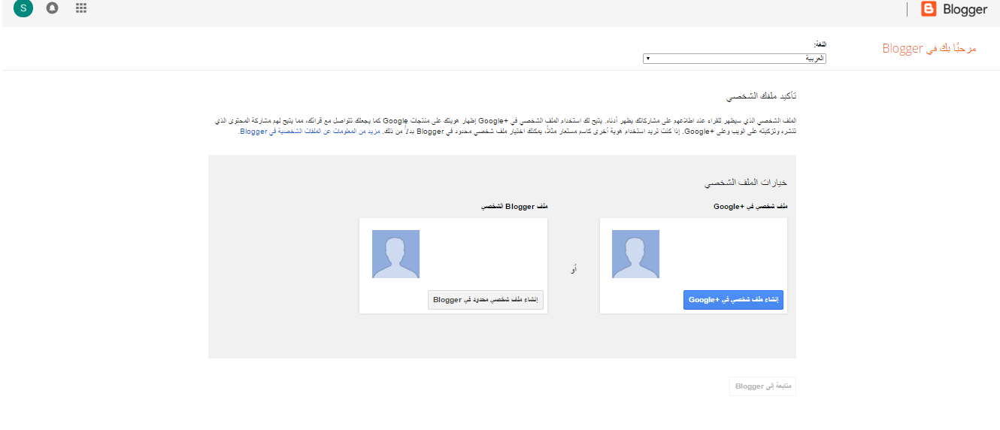 S
Blogger
مرحبًا بك في Blogger
اللغة:
العربية
تأكيد ملفك الشخصي
الملف الشخصي الذي سيظهر للقراء عند اطلاعهم على مشاركاتك يظهر أدناه. يتيح لك استخدام الملف الشخصي في +Google إظهار هويتك على منتجات Google كما يجعلك تتواصل مع قرائك، مما يتيح لهم مشاركة المحتوى الذي
تنشره وتزكيته على الويب وعلى +Google. إذا كنت تريد استخدام هوية أخرى كاسم مستعار مثلاً، يمكنك اختيار ملف شخصي محدود في Blogger بدلاً من ذلك. مزيد من المعلومات عن الملفات الشخصية في Blogger.
خيارات الملف الشخصي
ملف شخصي في +Google
ملف Blogger الشخصي
أو
إنشاء ملف شخصي في +Google
إنشاء ملف شخصي محدود في Blogger
متابعة إلى Blogger